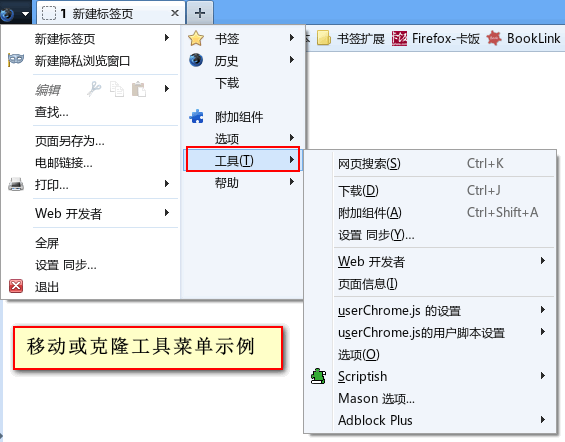 1 新建标签页
书签扩展 Firefox-卡饭 BookLink
新建标签页
新建隐私浏览窗口
编辑
查找...
页面另存为...
电邮链接...
打印...
Web 开发者
全屏
设置 同步...
退出
书签
历史
下载
附加组件
选项
工具(T)
帮助
网页搜索(S) Ctrl+K
下载(D) Ctrl+J
附加组件(A) Ctrl+Shift+A
设置 同步(Y)...
Web 开发者
页面信息(I)
userChrome.js 的设置
userChrome.js的用户脚本设置
选项(O)
Scriptish
Mason 选项...
Adblock Plus
移动或克隆工具菜单示例